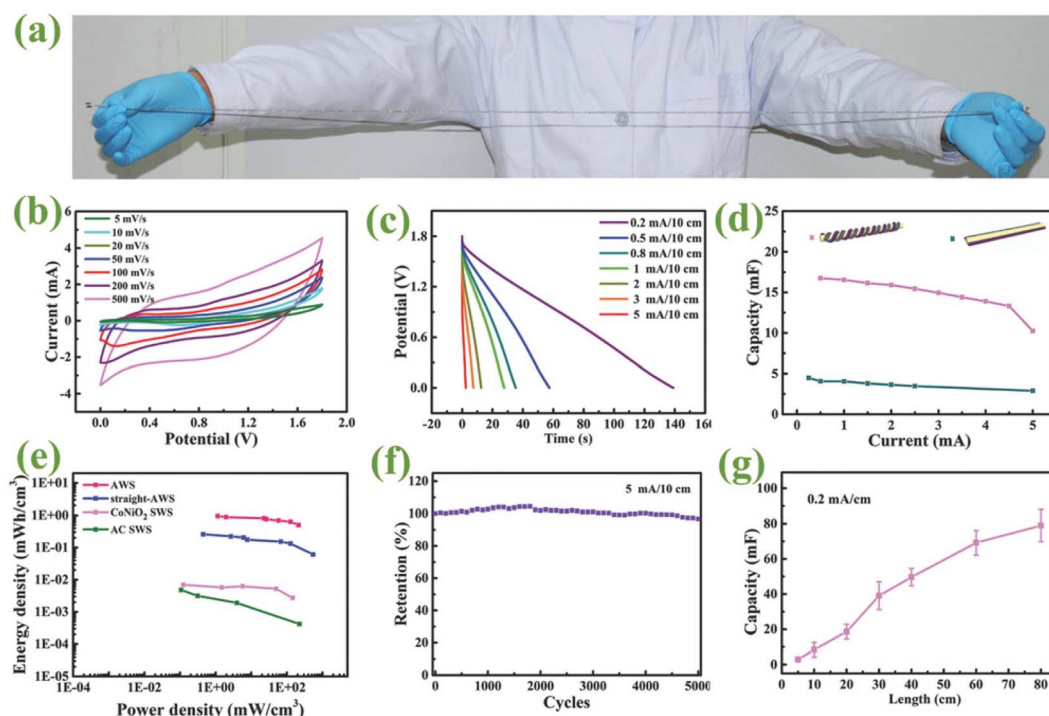 (a)
(b)
Current (mA)
6
4
2
0
-2
-4
5 mV/s
10 mV/s
20 mV/s
50 mV/s
100 mV/s
200 mV/s
500 mV/s
0.0 0.4 0.8 1.2 1.6 2.0
Potential (V)
(c)
Potential (V)
1.8
1.2
0.6
0.0
0.2 mA/10 cm
0.5 mA/10 cm
0.8 mA/10 cm
1 mA/10 cm
2 mA/10 cm
3 mA/10 cm
5 mA/10 cm
-20 0 20 40 60 80 100 120 140 160
Time (s)
(d)
Capacity (mF)
25
20
15
10
5
0
0 1 2 3 4 5
Current (mA)
(e)
Energy density (mWh/cm³)
1E+01
1E+00
1E-01
1E-02
1E-03
1E-04
1E-05
AWS
straight-AWS
CoNiO₂ SWS
AC SWS
1E-04 1E-02 1E+00 1E+02
Power density (mW/cm³)
(f)
Retention (%)
120
100
80
60
40
20
0
5 mA/10 cm
0 1000 2000 3000 4000 5000
Cycles
(g)
Capacity (mF)
100
80
60
40
20
0
0.2 mA/cm
10 20 30 40 50 60 70 80
Length (cm)